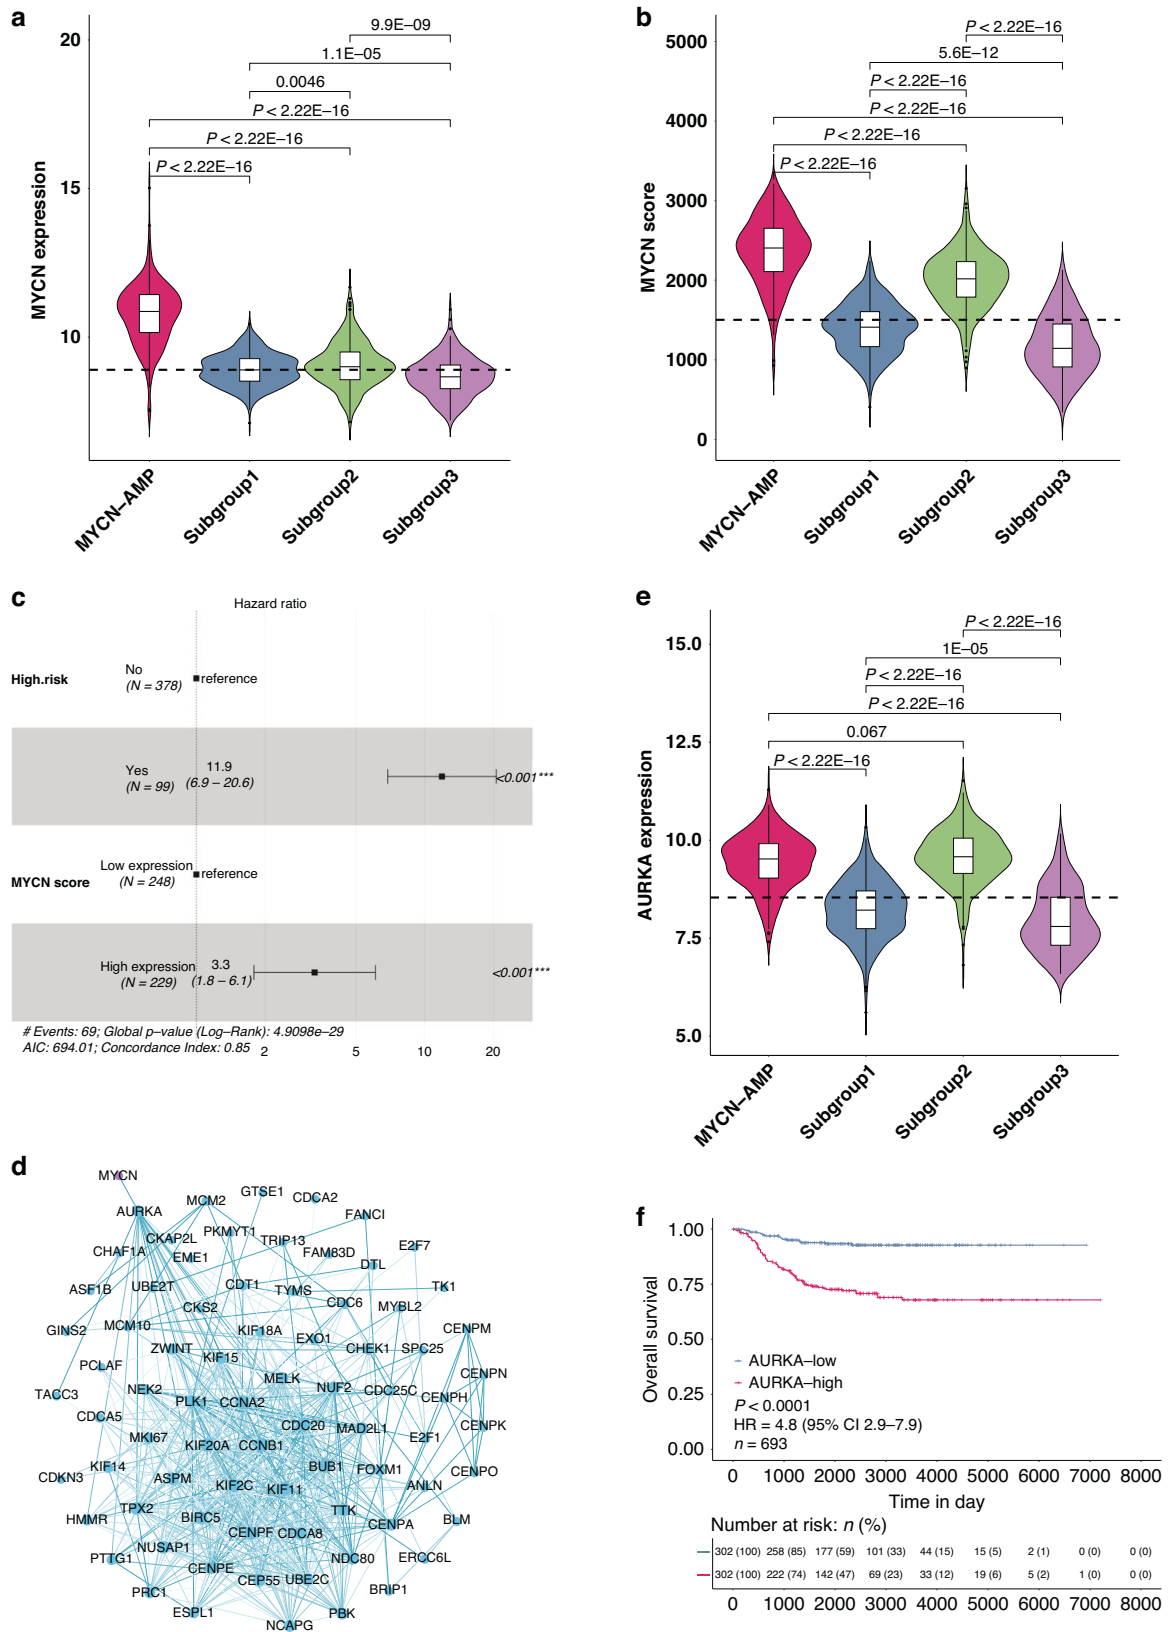 a
MYCN expression
20
15
10
9.9E–09
1.1E–05
0.0046
P < 2.22E–16
P < 2.22E–16
P < 2.22E–16
MYCN–AMP
Subgroup1
Subgroup2
Subgroup3
b
MYCN score
5000
4000
3000
2000
1000
0
P < 2.22E–16
5.6E–12
P < 2.22E–16
P < 2.22E–16
P < 2.22E–16
P < 2.22E–16
MYCN–AMP
Subgroup1
Subgroup2
Subgroup3
c
Hazard ratio
High.risk
No
(N = 378)
reference
Yes
(N = 99)
11.9
(6.9 – 20.6)
<0.001***
MYCN score
Low expression
(N = 248)
reference
High expression
(N = 229)
3.3
(1.8 – 6.1)
<0.001***
# Events: 69; Global p–value (Log–Rank): 4.9098e–29
AIC: 694.01; Concordance Index: 0.85
2 5 10 20
e
AURKA expression
15.0
12.5
10.0
7.5
5.0
P < 2.22E–16
1E–05
P < 2.22E–16
P < 2.22E–16
0.067
P < 2.22E–16
MYCN–AMP
Subgroup1
Subgroup2
Subgroup3
d
MYCN
AURKA
MCM2
GTSE1
CDCA2
FANCI
CKAP2L
PKMYT1
TRIP13
CHAF1A
EME1
FAM83D
E2F7
DTL
ASF1B
UBE2T
CDT1
TYMS
TK1
CKS2
CDC6
MYBL2
GINS2
MCM10
KIF18A
EXO1
CENPM
ZWINT
KIF15
CHEK1
SPC25
PCLAF
MELK
CENPN
TACC3
NEK2
PLK1
CCNA2
NUF2
CDC25C
CENPH
CDCA5
CDC20
MAD2L1
CENPK
MKI67
KIF20A
CCNB1
E2F1
KIF14
BUB1
FOXM1
CENPO
CDKN3
ASPM
KIF2C
KIF11
ANLN
HMMR
TPX2
BIRC5
TTK
CENPA
BLM
CENPF
CDCA8
NUSAP1
PTTG1
CENPE
NDC80
ERCC6L
PRC1
CEP55
UBE2C
BRIP1
ESPL1
NCAPG
PBK
f
Overall survival
1.00
0.75
0.50
0.25
0.00
AURKA–low
AURKA–high
P < 0.0001
HR = 4.8 (95% CI 2.9–7.9)
n = 693
0 1000 2000 3000 4000 5000 6000 7000 8000
Time in day
Number at risk: n (%)
302 (100) 258 (85) 177 (59) 101 (33) 44 (15) 15 (5) 2 (1) 0 (0) 0 (0)
302 (100) 222 (74) 142 (47) 69 (23) 33 (12) 19 (6) 5 (2) 1 (0) 0 (0)
0 1000 2000 3000 4000 5000 6000 7000 8000